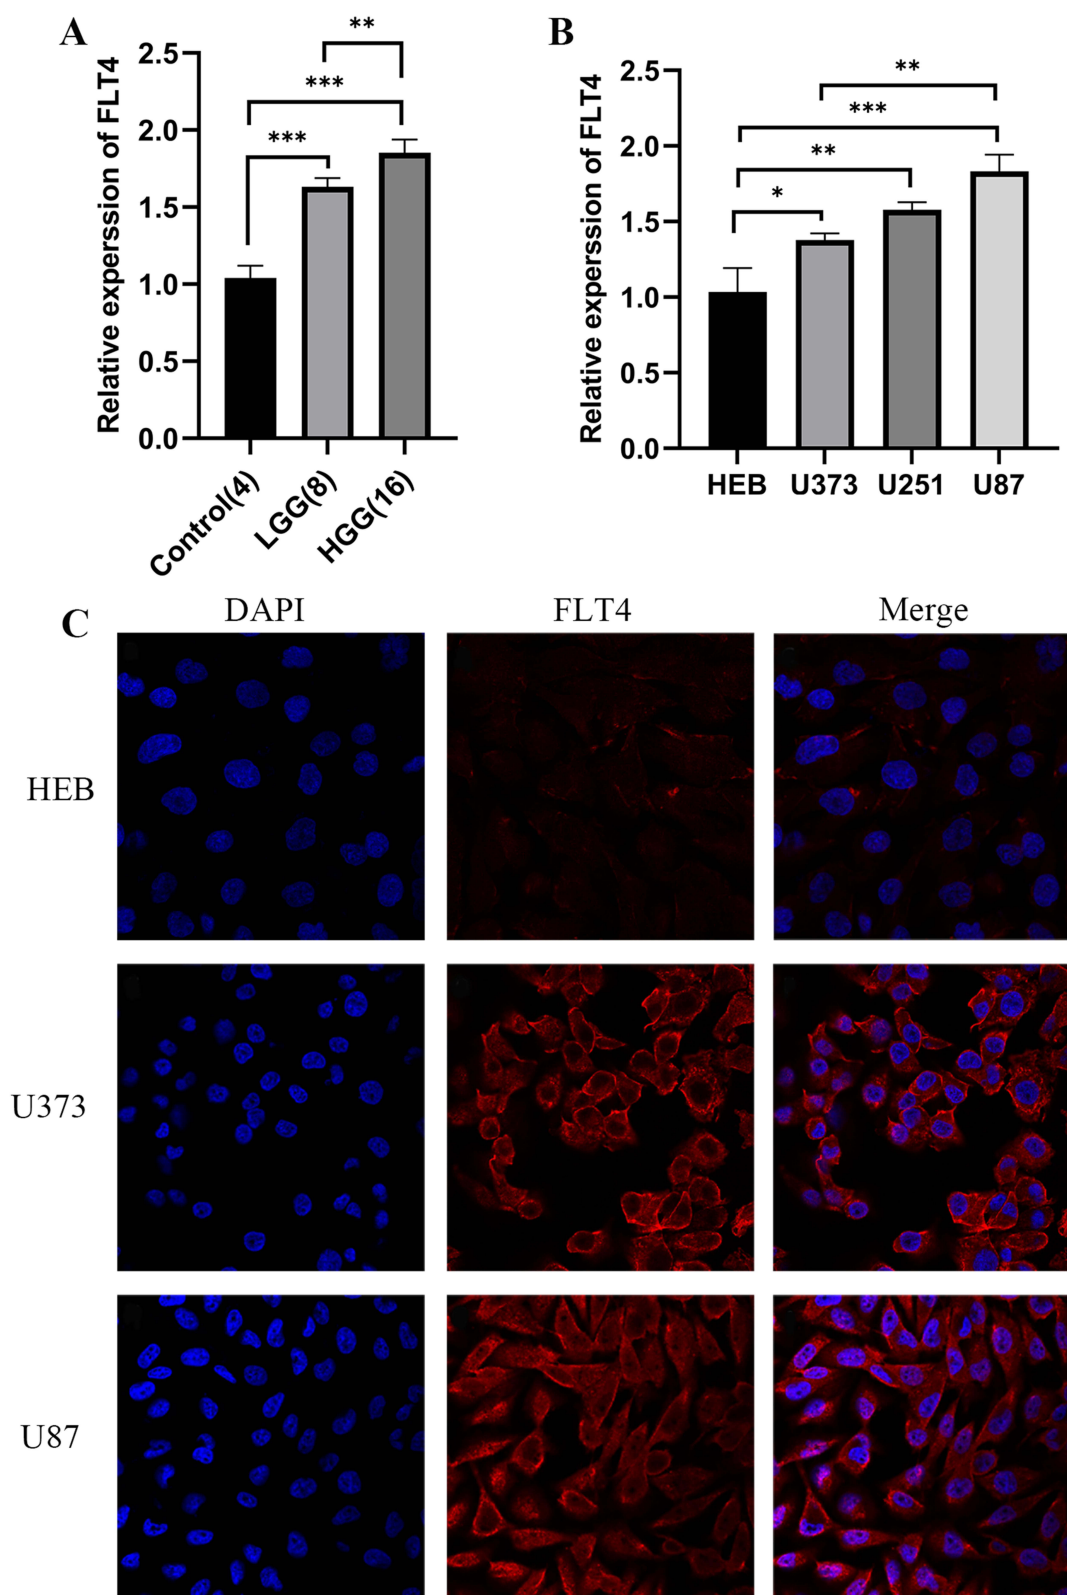 A
Relative experssion of FLT4
2.5
2.0
1.5
1.0
0.5
0.0
**
***
***
Control(4)
LGG(8)
HGG(16)
B
Relative experssion of FLT4
2.5
2.0
1.5
1.0
0.5
0.0
**
***
**
*
HEB U373 U251 U87
C
DAPI FLT4 Merge
HEB
U373
U87